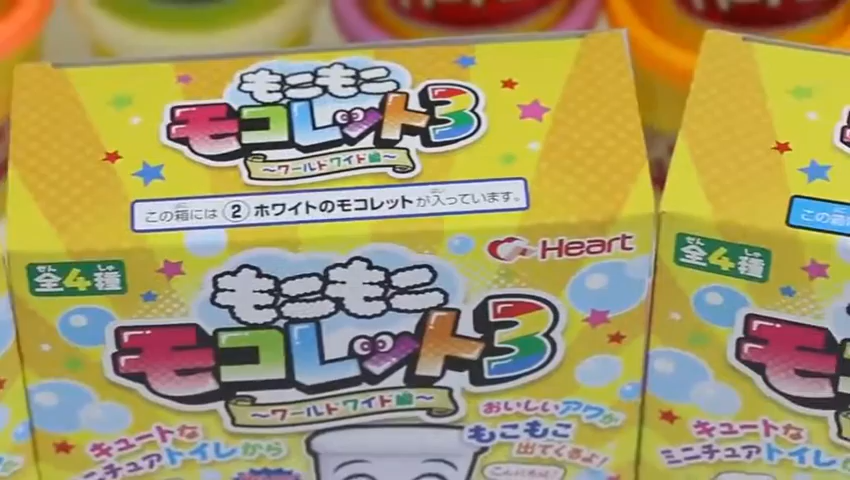 もこもこ
モコレット3
～ワールドワイド編～
この箱には②ホワイトのモコレットが入っています。
全4種
Heart
もこもこ
モコレット3
～ワールドワイド編～
キュートな
ミニチュアトイレから
おいしいアワが
もこもこ
出てくるよ!
この箱
全4種
キュートな
ミニチュアトイレ